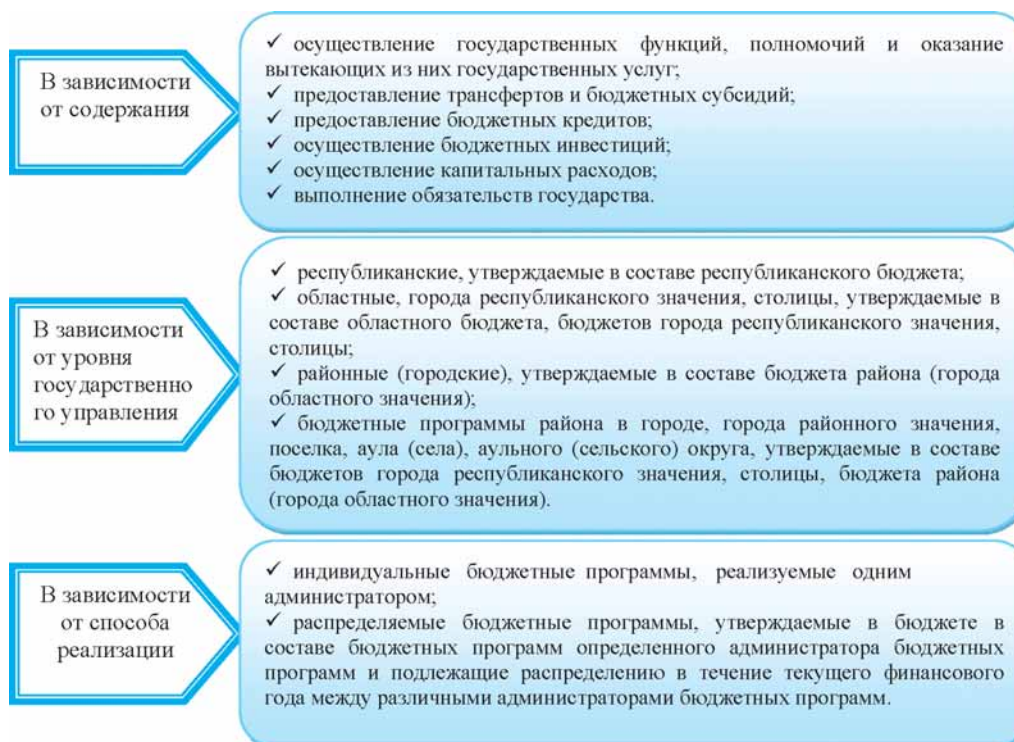 В зависимости
от содержания
✓ осуществление государственных функций, полномочий и оказание
вытекающих из них государственных услуг;
✓ предоставление трансфертов и бюджетных субсидий;
✓ предоставление бюджетных кредитов;
✓ осуществление бюджетных инвестиций;
✓ осуществление капитальных расходов;
✓ выполнение обязательств государства.
В зависимости
от уровня
государственно
го управления
✓ республиканские, утверждаемые в составе республиканского бюджета;
✓ областные, города республиканского значения, столицы, утверждаемые в
составе областного бюджета, бюджетов города республиканского значения,
столицы;
✓ районные (городские), утверждаемые в составе бюджета района (города
областного значения);
✓ бюджетные программы района в городе, города районного значения,
поселка, аула (села), аульного (сельского) округа, утверждаемые в составе
бюджетов города республиканского значения, столицы, бюджета района
(города областного значения).
В зависимости
от способа
реализации
✓ индивидуальные бюджетные программы, реализуемые одним
администратором;
✓ распределяемые бюджетные программы, утверждаемые в бюджете в
составе бюджетных программ определенного администратора бюджетных
программ и подлежащие распределению в течение текущего финансового
года между различными администраторами бюджетных программ.